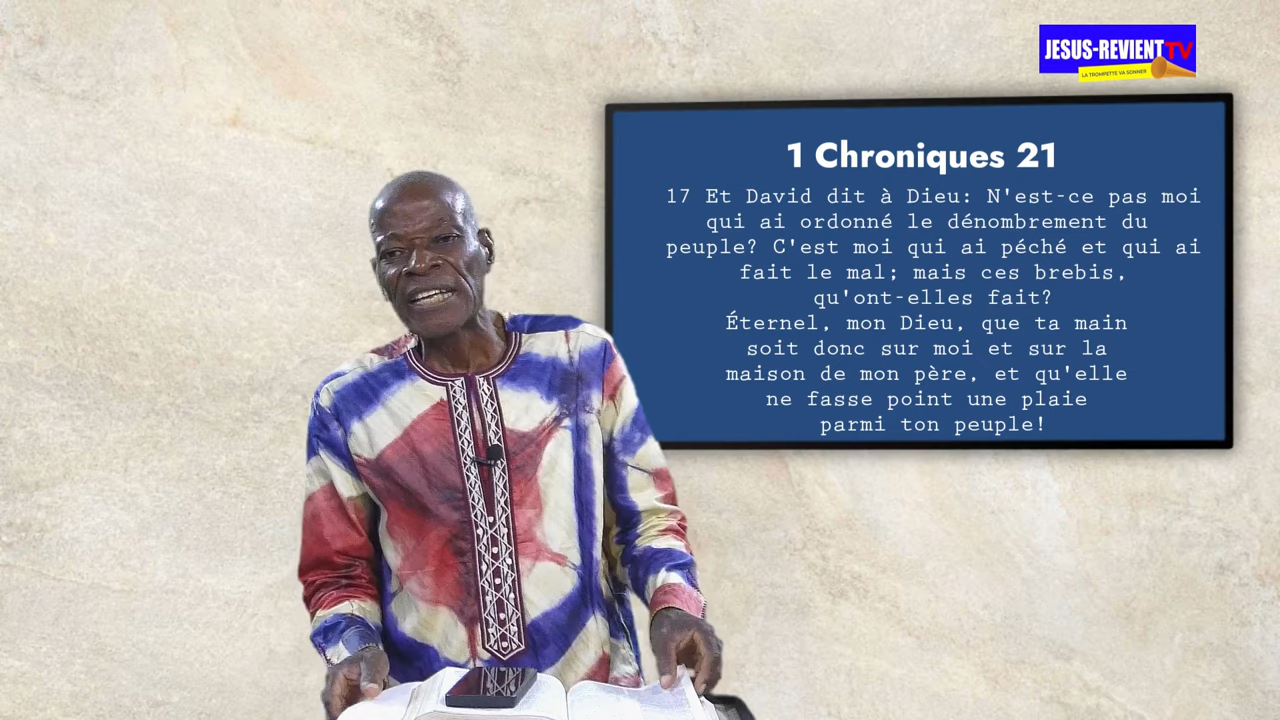 JESUS-REVIENT TV
LA TROMPETTE VA SONNER
1 Chroniques 21
17 Et David dit à Dieu: N'est-ce pas moi
qui ai ordonné le dénombrement du
peuple? C'est moi qui ai péché et qui ai
fait le mal; mais ces brebis,
qu'ont-elles fait?
Éternel, mon Dieu, que ta main
soit donc sur moi et sur la
maison de mon père, et qu'elle
ne fasse point une plaie
parmi ton peuple!